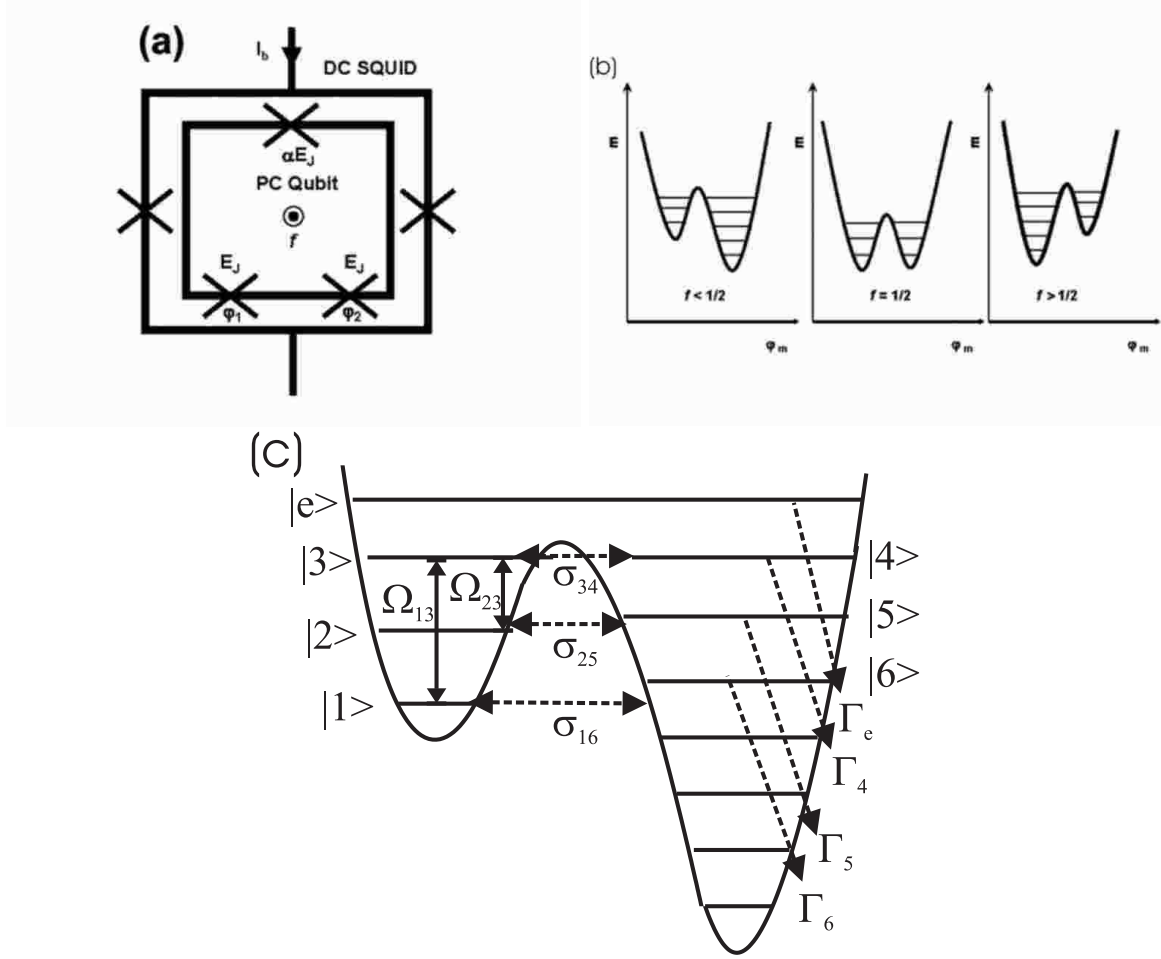 (a)
I_b
DC SQUID
αE_J
PC Qubit
f
E_J E_J
φ_1 φ_2
(b)
E E E
f < 1/2 f = 1/2 f > 1/2
φ_m φ_m φ_m
(C)
|e>
|3> σ_34 |4>
Ω_13 Ω_23
|2> σ_25 |5>
|1> σ_16 |6>
Γ_e
Γ_4
Γ_5
Γ_6